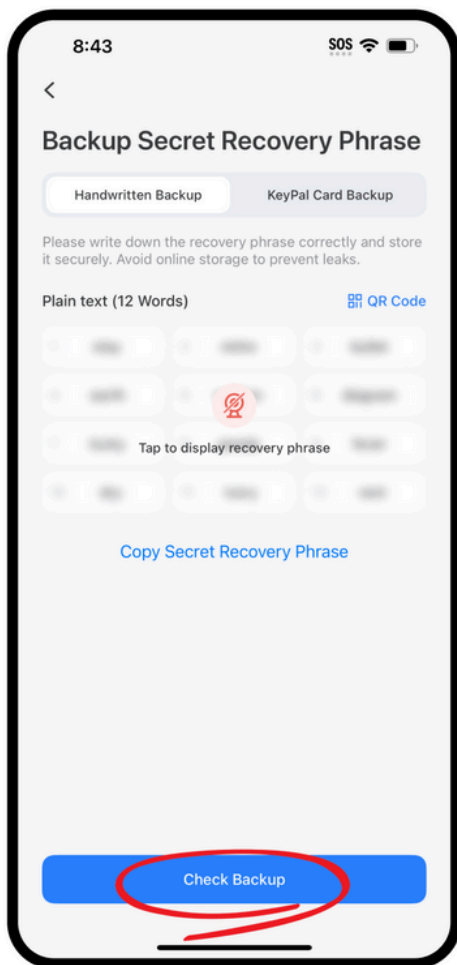 8:43 SOS
Backup Secret Recovery Phrase
Handwritten Backup KeyPal Card Backup
Please write down the recovery phrase correctly and store
it securely. Avoid online storage to prevent leaks.
Plain text (12 Words) QR Code
Tap to display recovery phrase
Copy Secret Recovery Phrase
Check Backup